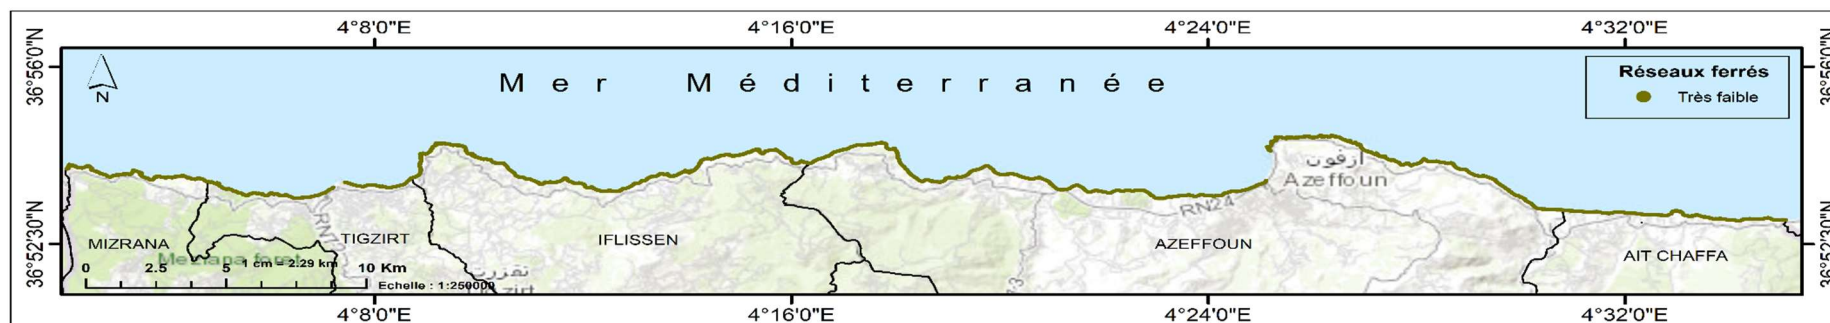 4°8'0"E 4°16'0"E 4°24'0"E 4°32'0"E
36°56'0"N
36°56'0"N
N
Mer Méditerranée
Réseaux ferrés
Très faible
أزفون
Azeffoun
RN24
36°52'30"N
36°52'30"N
MIZRANA
TIGZIRT
IFLISSEN
AZEFFOUN
AIT CHAFFA
1 cm = 2.29 km
0 2.5 5 10 Km
Echelle : 1:250000
4°8'0"E 4°16'0"E 4°24'0"E 4°32'0"E